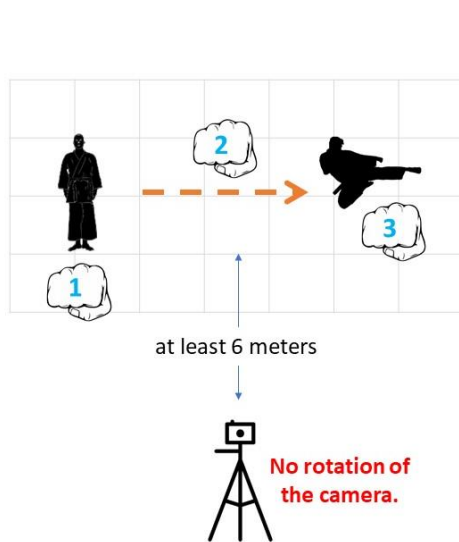 2
3
1
at least 6 meters
No rotation of
the camera.